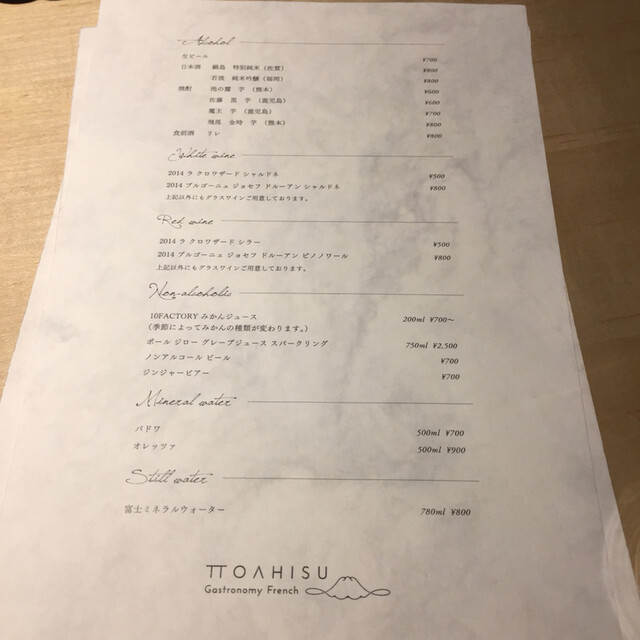 Alcohol
生ビール ¥700
日本酒 鍋島 特別純米（佐賀） ¥800
若波 純米吟醸（福岡） ¥800
焼酎 池の露 芋（熊本） ¥600
佐藤 黒 芋（鹿児島） ¥600
魔王 芋（鹿児島） ¥700
飛馬 金時 芋（熊本） ¥800
食前酒 リレ ¥800
White wine
2014 ラ クロワザード シャルドネ ¥500
2014 ブルゴーニュ ジョセフ ドルーアン シャルドネ ¥800
上記以外にもグラスワインご用意しております。
Red wine
2014 ラ クロワザード シラー ¥500
2014 ブルゴーニュ ジョセフ ドルーアン ピノノワール ¥800
上記以外にもグラスワインご用意しております。
Non-alcoholic
10FACTORY みかんジュース 200ml ¥700～
（季節によってみかんの種類が変わります。）
ポール ジロー グレープジュース スパークリング 750ml ¥2,500
ノンアルコール ビール ¥700
ジンジャービアー ¥700
Mineral water
バドワ 500ml ¥700
オレッツァ 500ml ¥900
Still water
富士ミネラルウォーター 780ml ¥800
TTOAHISU
Gastronomy French